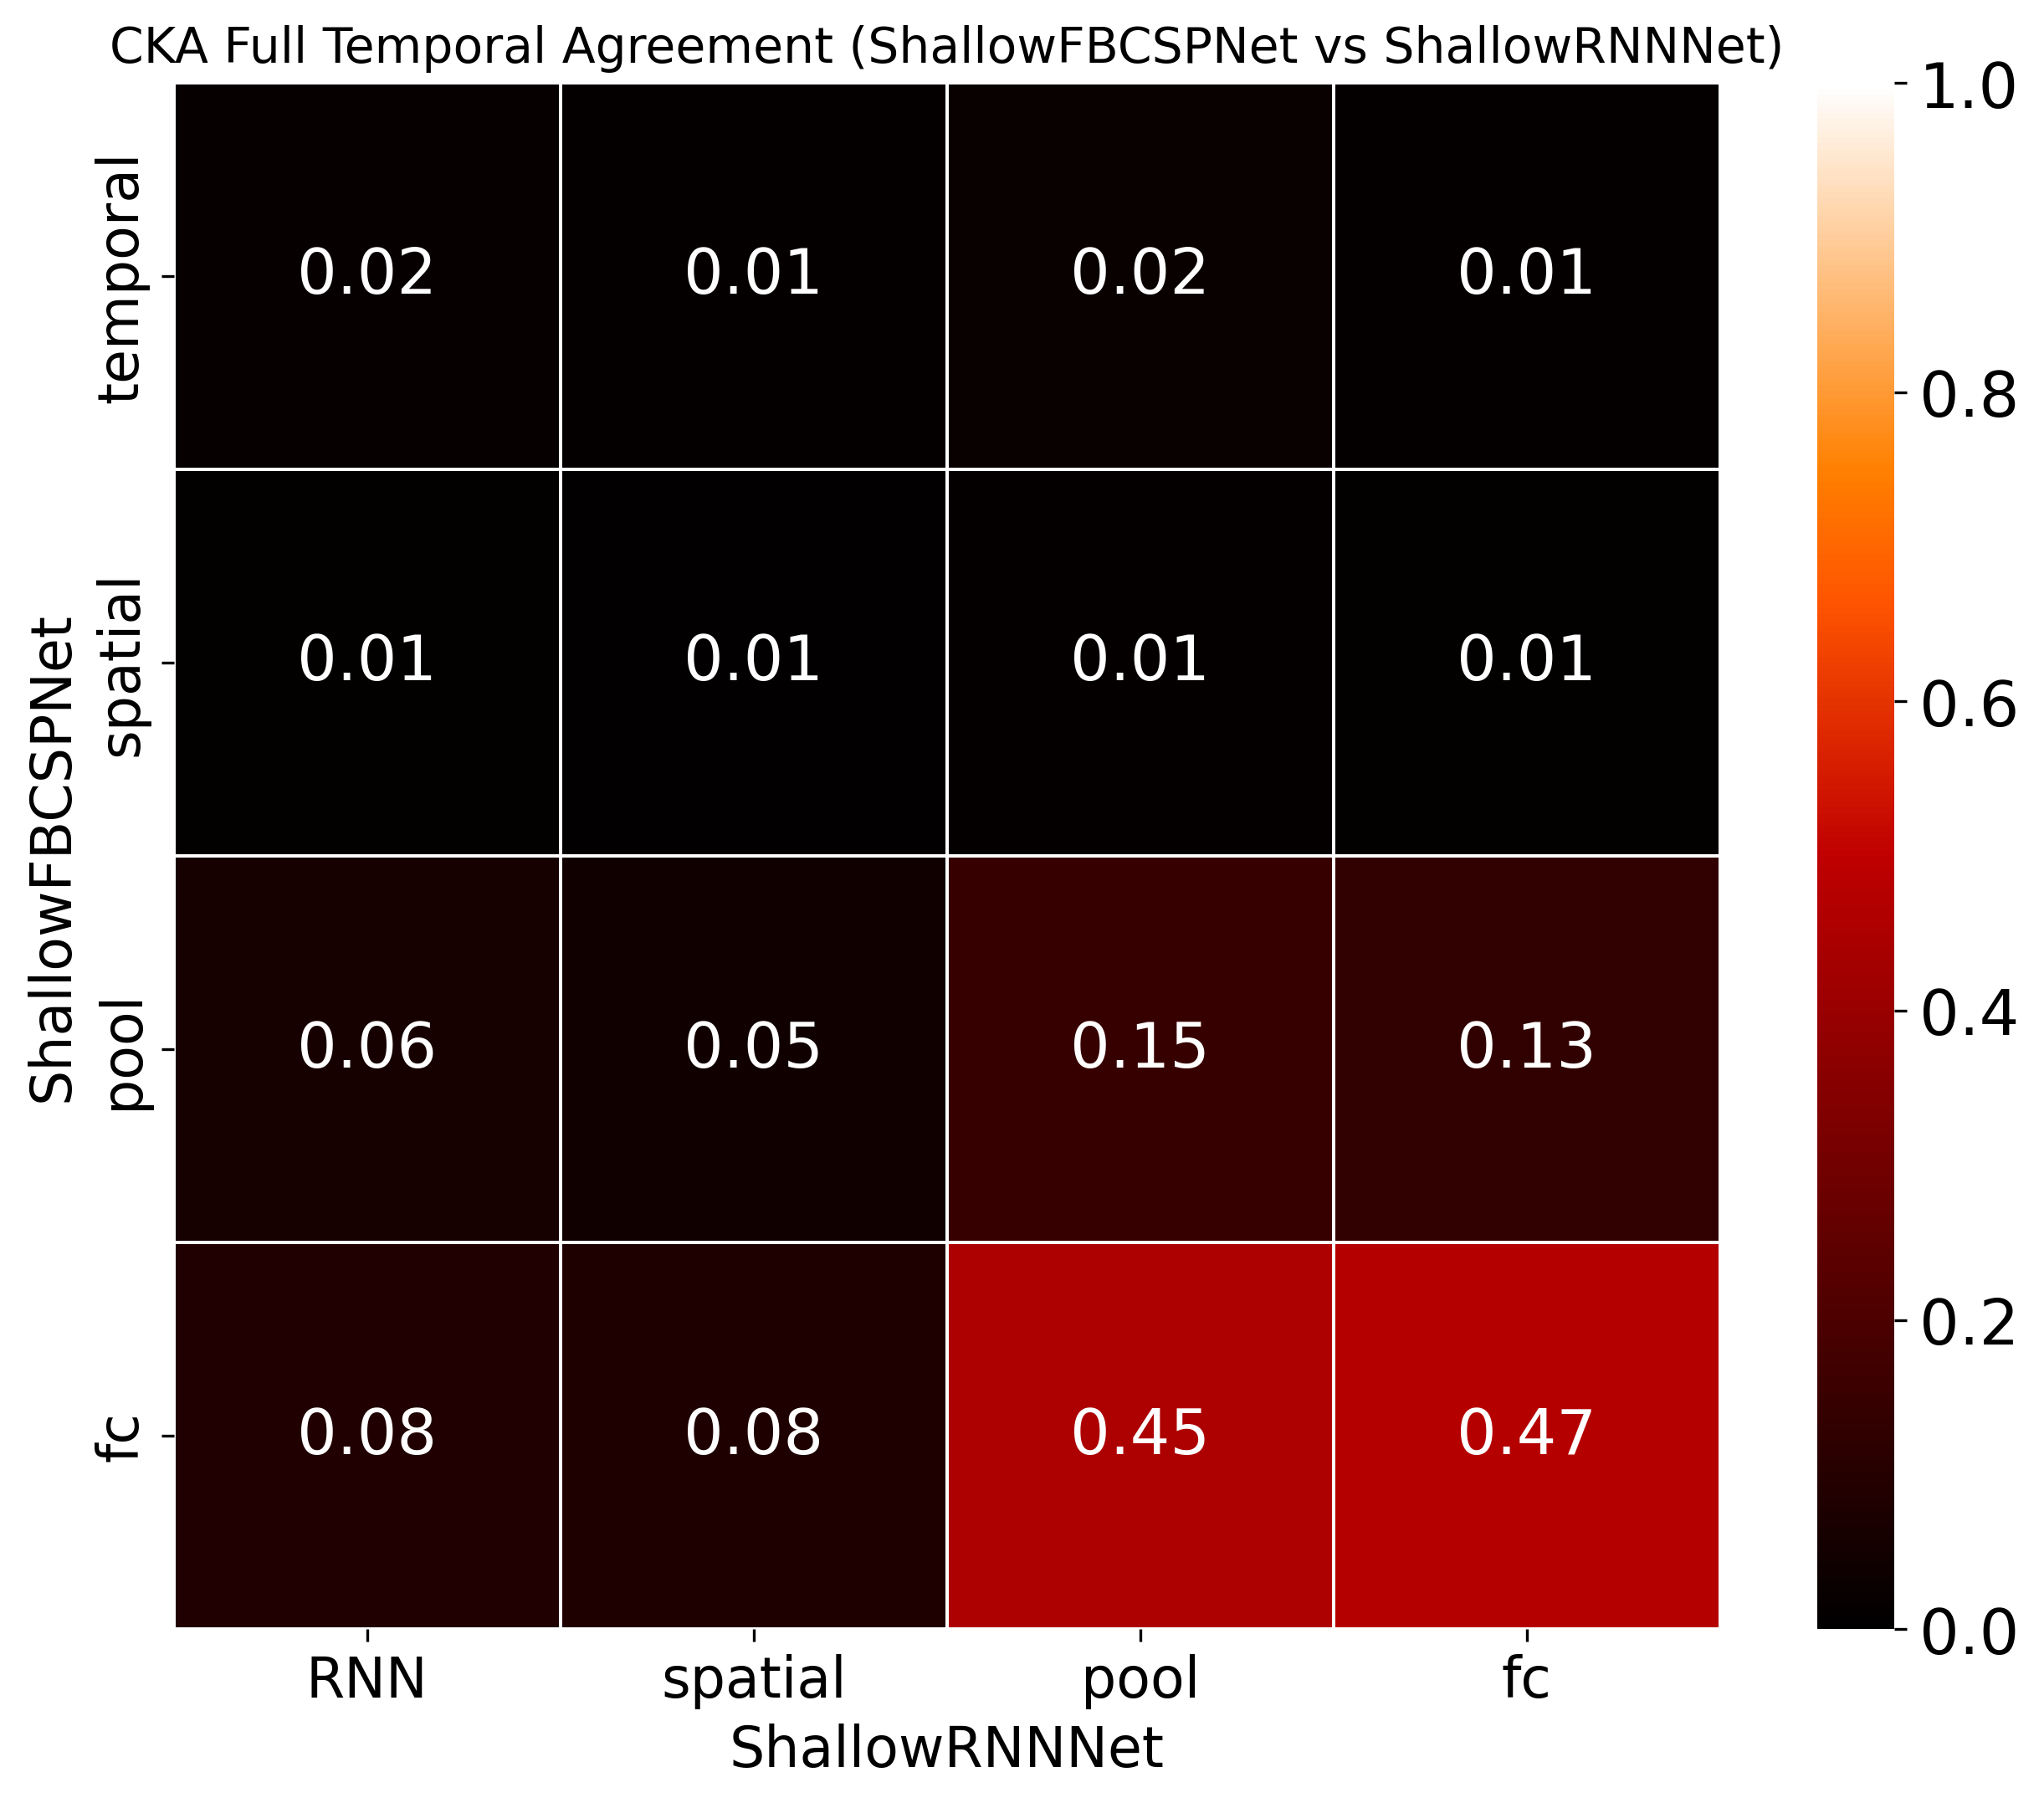 CKA Full Temporal Agreement (ShallowFBCSPNet vs ShallowRNNNet)
ShallowFBCSPNet
temporal 0.02 0.01 0.02 0.01
spatial 0.01 0.01 0.01 0.01
pool 0.06 0.05 0.15 0.13
fc 0.08 0.08 0.45 0.47
RNN spatial pool fc
ShallowRNNNet
1.0
0.8
0.6
0.4
0.2
0.0